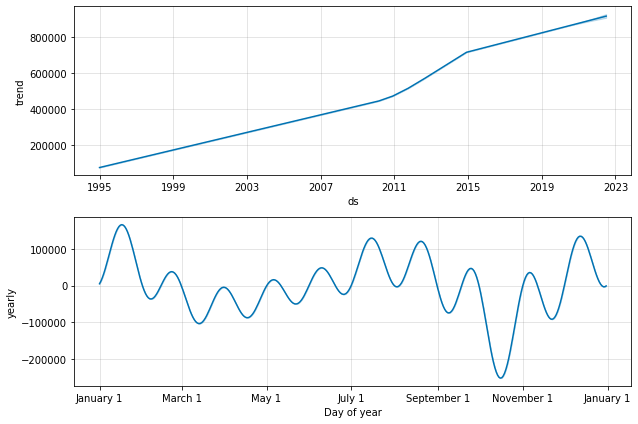 800000
600000
400000
200000
trend
1995 1999 2003 2007 2011 2015 2019 2023
ds
100000
0
−100000
−200000
yearly
January 1 March 1 May 1 July 1 September 1 November 1 January 1
Day of year